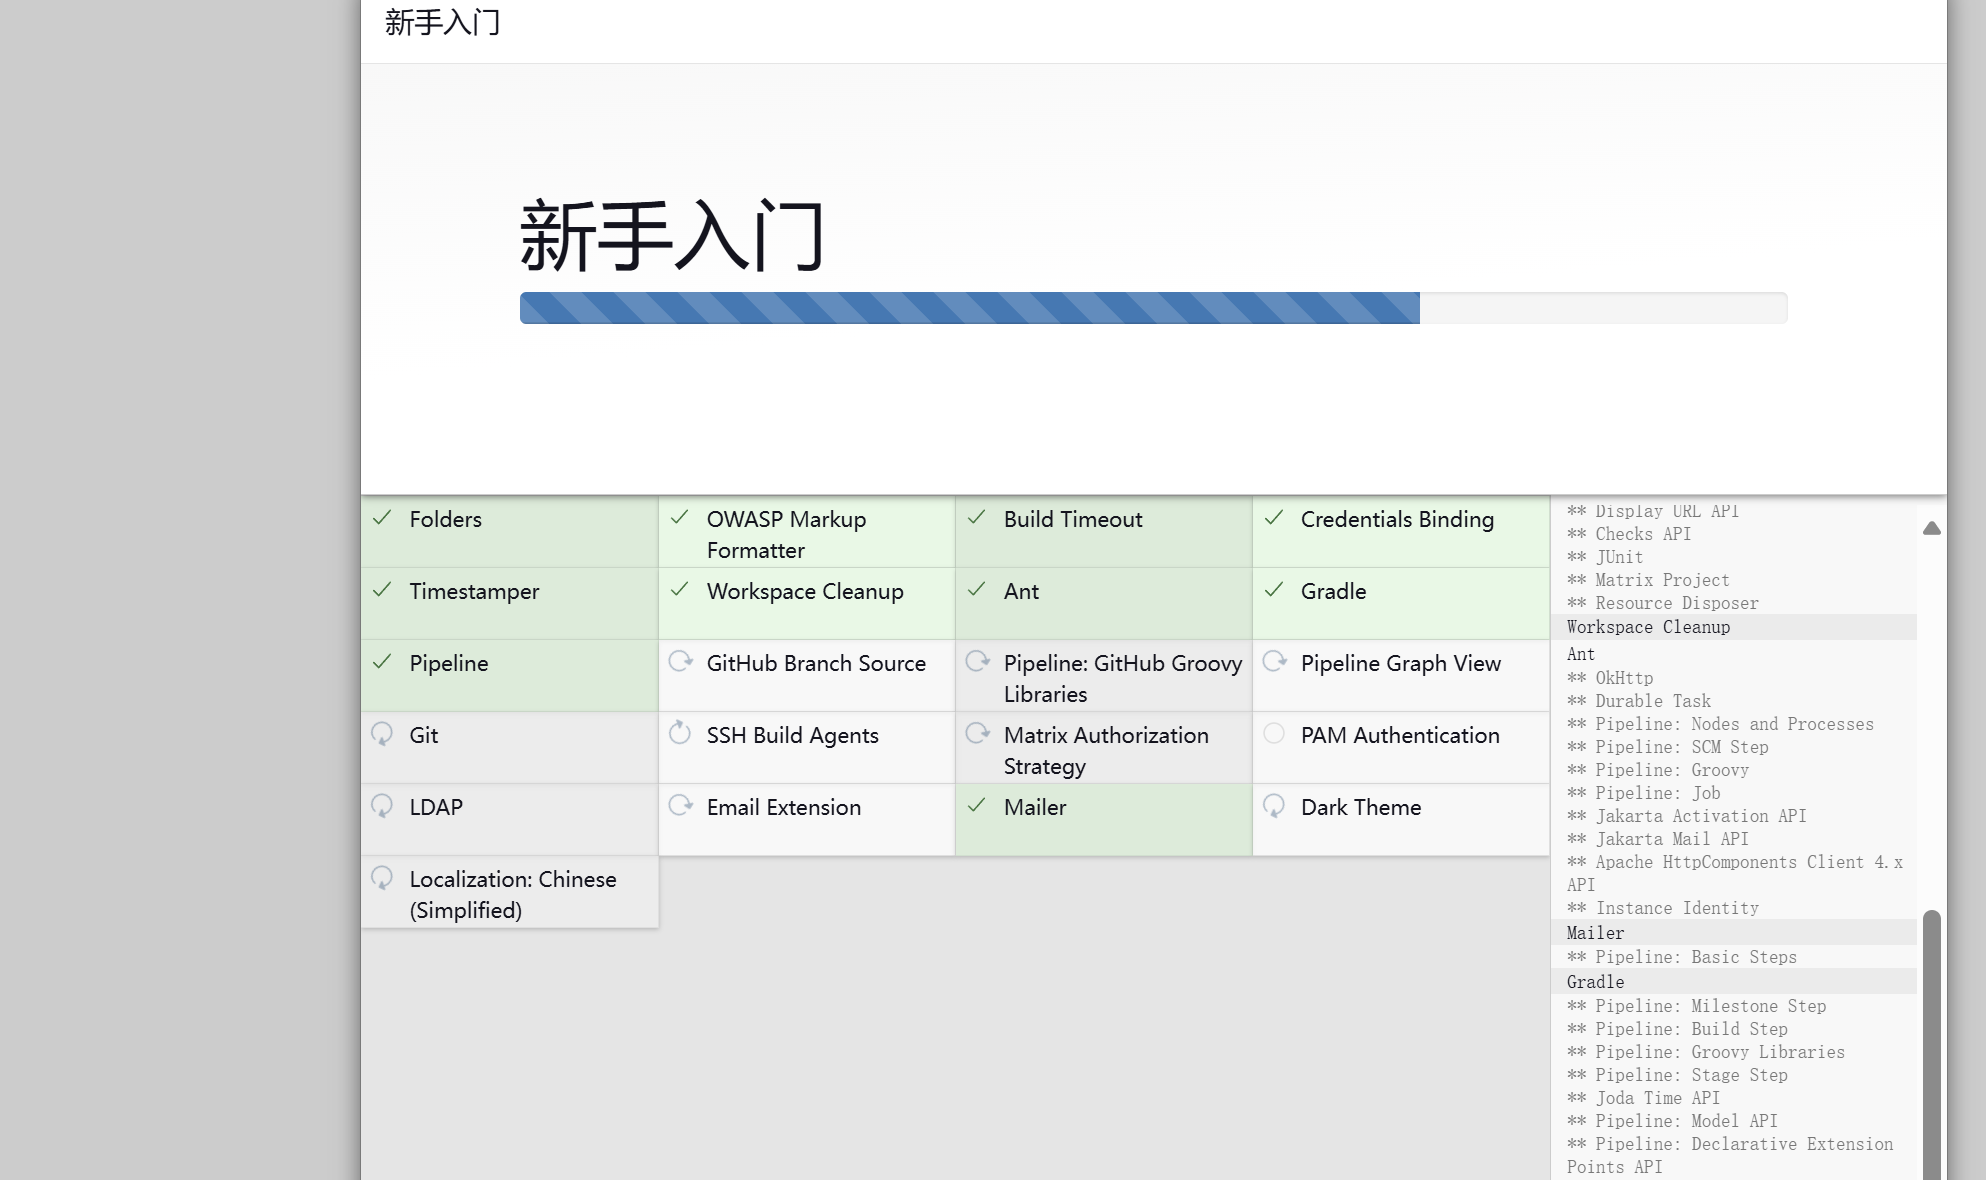 新手入门
新手入门
Folders
OWASP Markup
Formatter
Build Timeout
Credentials Binding
Timestamper
Workspace Cleanup
Ant
Gradle
Pipeline
GitHub Branch Source
Pipeline: GitHub Groovy
Libraries
Pipeline Graph View
Git
SSH Build Agents
Matrix Authorization
Strategy
PAM Authentication
LDAP
Email Extension
Mailer
Dark Theme
Localization: Chinese
(Simplified)
** Display URL API
** Checks API
** JUnit
** Matrix Project
** Resource Disposer
Workspace Cleanup
Ant
** OkHttp
** Durable Task
** Pipeline: Nodes and Processes
** Pipeline: SCM Step
** Pipeline: Groovy
** Pipeline: Job
** Jakarta Activation API
** Jakarta Mail API
** Apache HttpComponents Client 4.x
API
** Instance Identity
Mailer
** Pipeline: Basic Steps
Gradle
** Pipeline: Milestone Step
** Pipeline: Build Step
** Pipeline: Groovy Libraries
** Pipeline: Stage Step
** Joda Time API
** Pipeline: Model API
** Pipeline: Declarative Extension
Points API